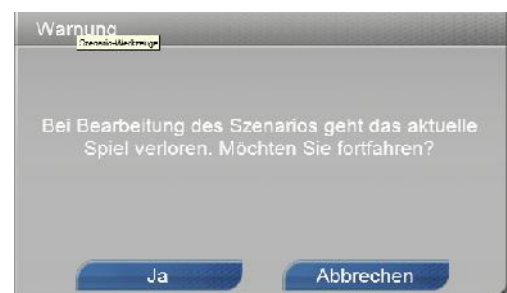 Warnung
Szenario-Werkzeuge
Bei Bearbeitung des Szenarios geht das aktuelle
Spiel verloren. Möchten Sie fortfahren?
Ja
Abbrechen